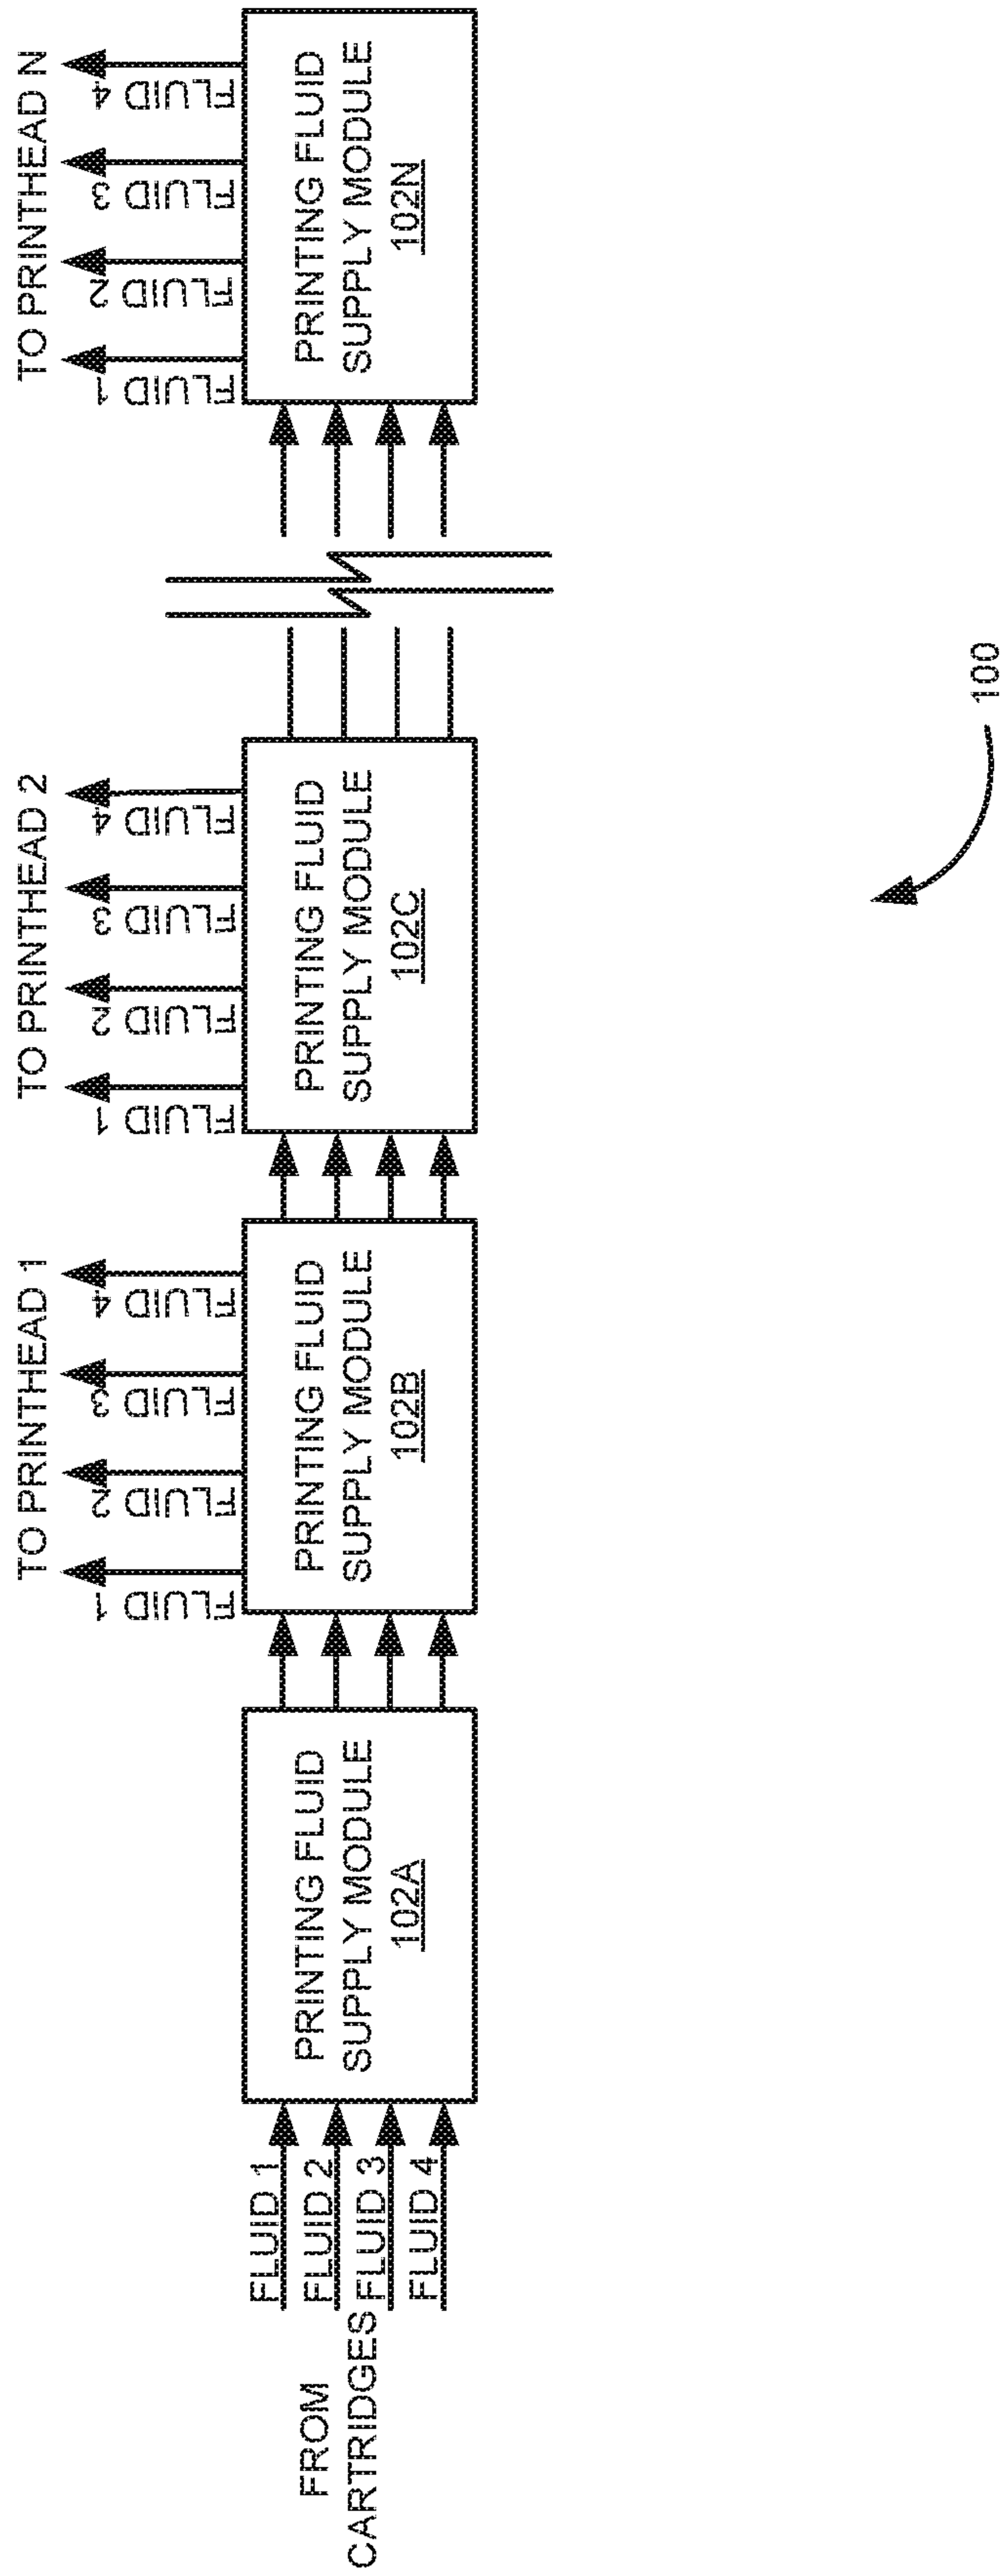 FROM
CARTRIDGES
FLUID 1
FLUID 2
FLUID 3
FLUID 4
PRINTING FLUID
SUPPLY MODULE
102A
TO PRINTHEAD 1
FLUID 1
FLUID 2
FLUID 3
FLUID 4
PRINTING FLUID
SUPPLY MODULE
102B
TO PRINTHEAD 2
FLUID 1
FLUID 2
FLUID 3
FLUID 4
PRINTING FLUID
SUPPLY MODULE
102C
TO PRINTHEAD N
FLUID 1
FLUID 2
FLUID 3
FLUID 4
PRINTING FLUID
SUPPLY MODULE
102N
100